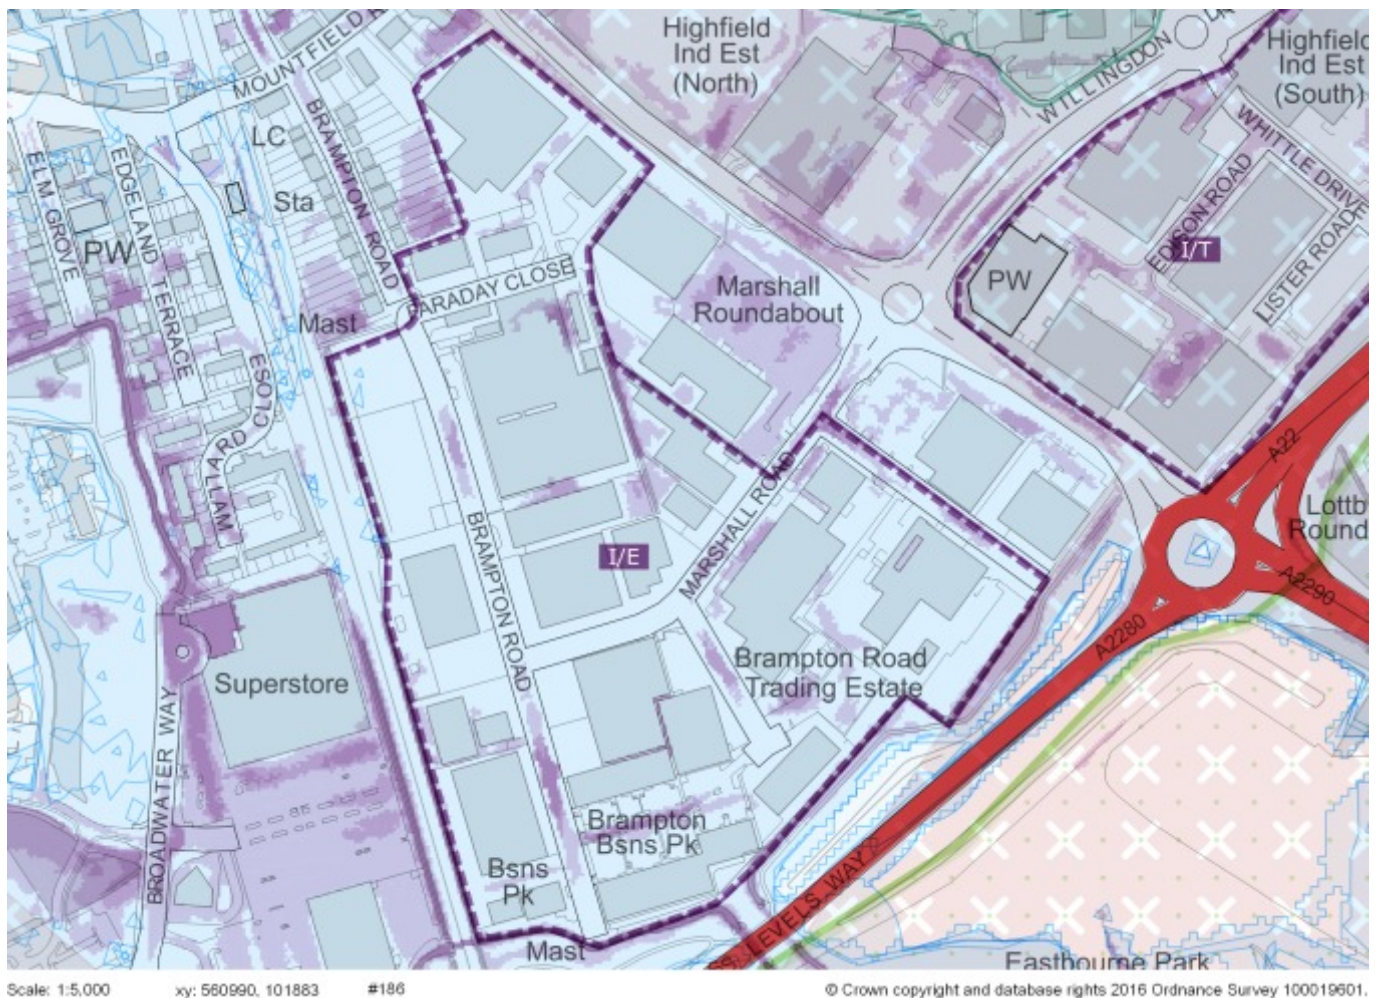 Highfield
Ind Est
(North)
WILLINGDON
Highfield
Ind Est
(South)
MOUNTFIELD R
LC
BRAMPTON ROAD
Sta
ELM GROVE
EDGELAND TERRACE
PW
WHITTLE DRIVE
EDISON ROAD
I/T
LISTER ROAD
PW
FARADAY CLOSE
Marshall
Roundabout
Mast
HALLAMARD CLOSE
A22
Lottb
Round
BRAMPTON ROAD
I/E
MARSHALL ROAD
A2290
A2280
Superstore
Brampton Road
Trading Estate
BROADWATER WAY
Brampton
Bsns Pk
Bsns
Pk
Mast
LEVELS WAY
Eastbourne Park
Scale: 1:5,000
xy: 560990, 101883
#186
© Crown copyright and database rights 2016 Ordnance Survey 100019601.